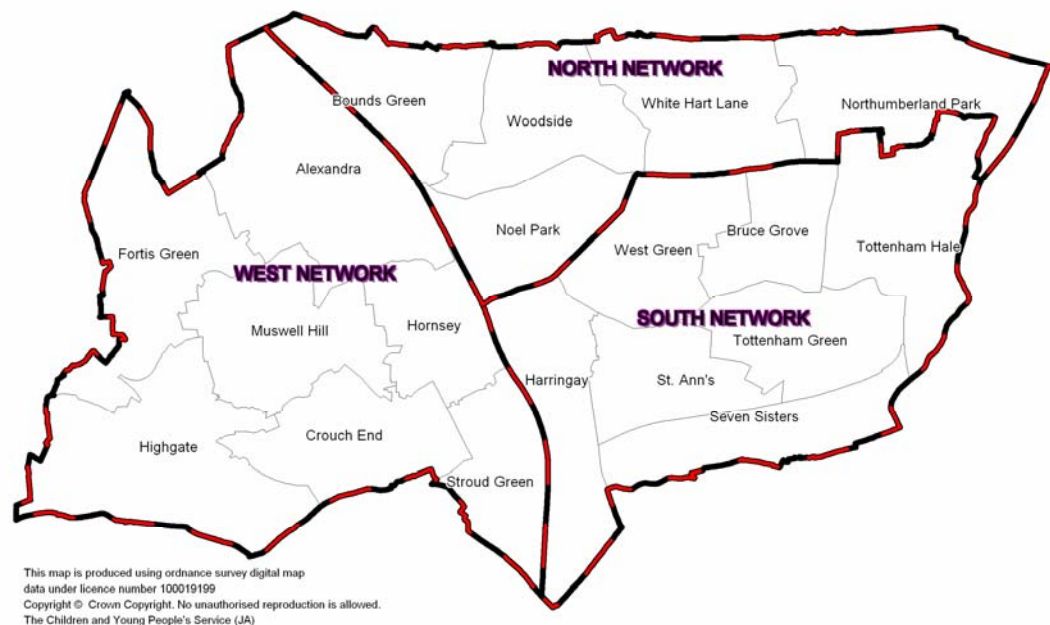 NORTH NETWORK
Bounds Green
White Hart Lane
Northumberland Park
Woodside
Alexandra
Noel Park
Bruce Grove
Fortis Green
West Green
Tottenham Hale
WEST NETWORK
SOUTH NETWORK
Muswell Hill
Hornsey
Tottenham Green
Harringay
St. Ann's
Seven Sisters
Crouch End
Highgate
Stroud Green
This map is produced using ordnance survey digital map
data under licence number 100019199
Copyright © Crown Copyright. No unauthorised reproduction is allowed.
The Children and Young People's Service (JA)